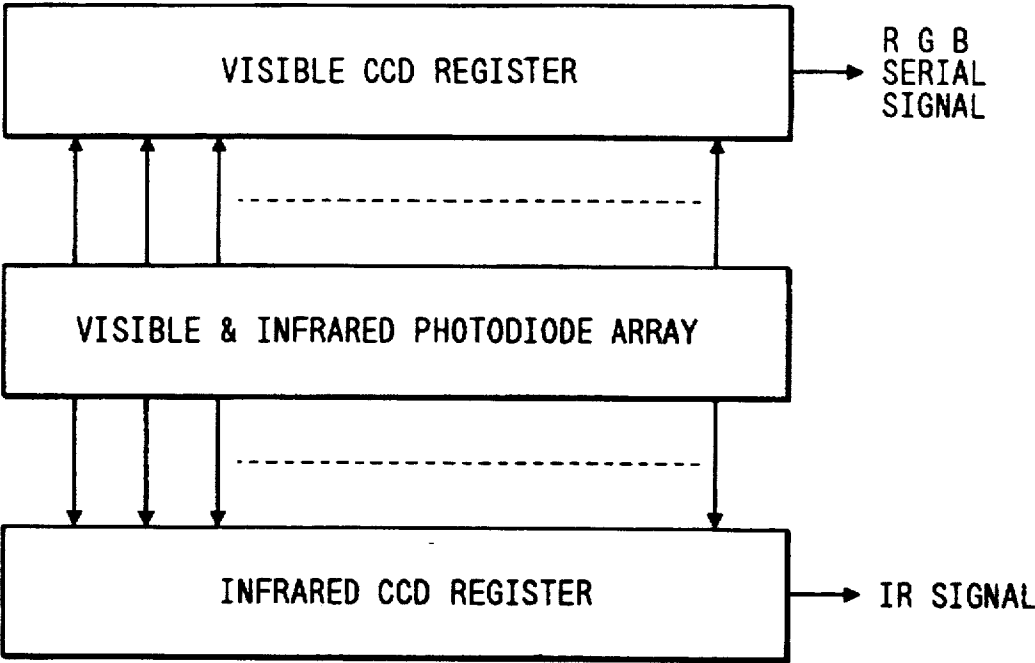 VISIBLE CCD REGISTER
R G B
SERIAL
SIGNAL
VISIBLE & INFRARED PHOTODIODE ARRAY
INFRARED CCD REGISTER
IR SIGNAL